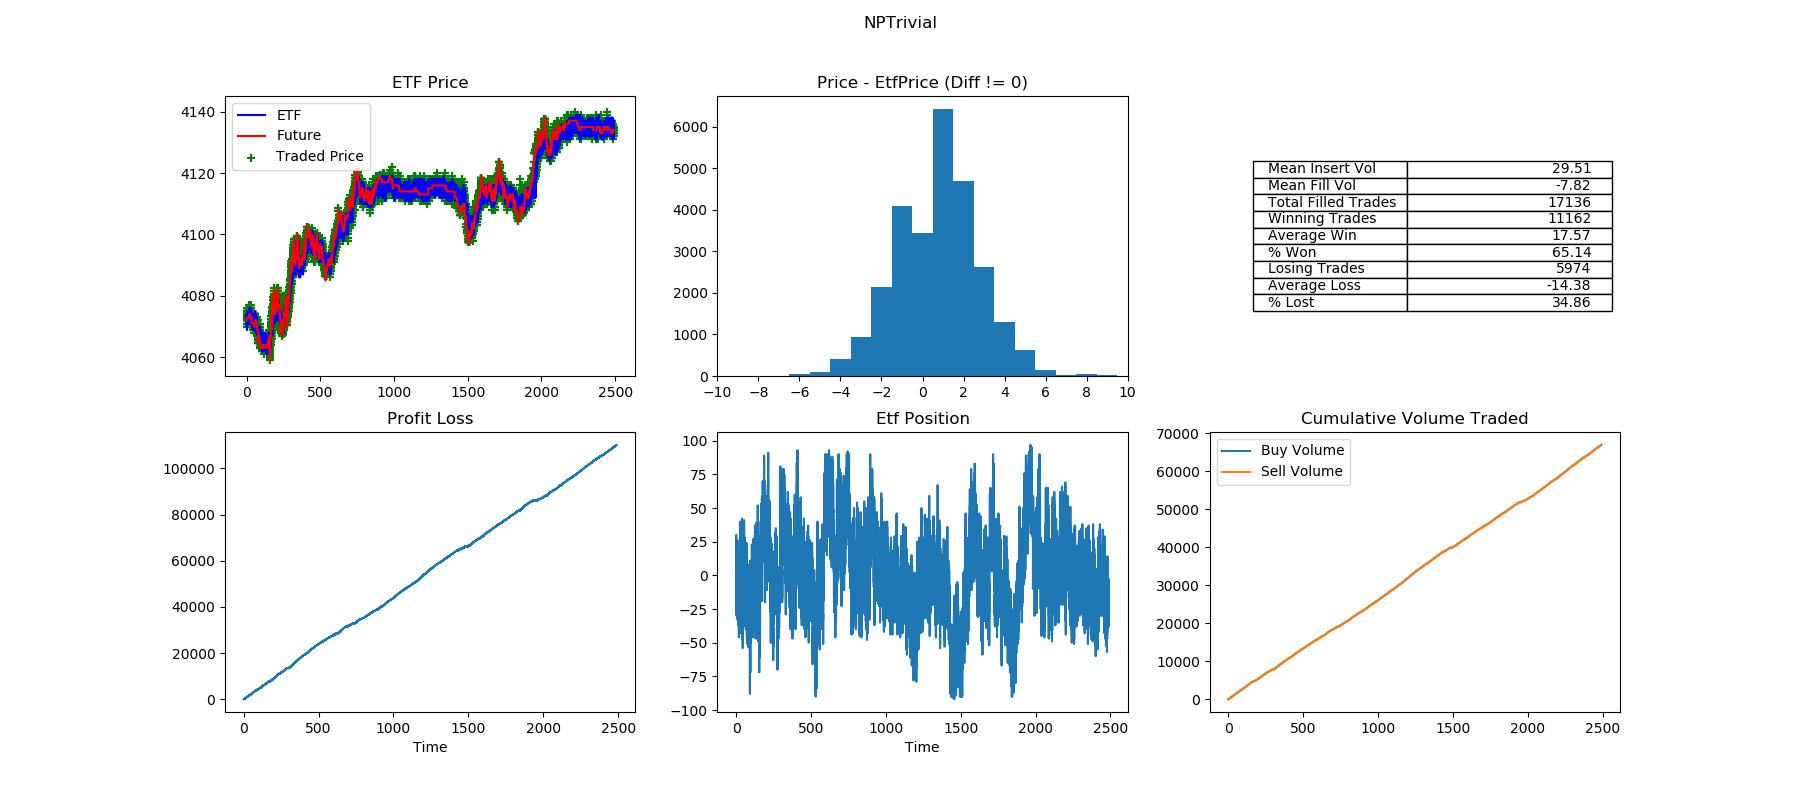 NPTrivial
ETF Price
4140
4120
4100
4080
4060
ETF
Future
Traded Price
0 500 1000 1500 2000 2500
Price - EtfPrice (Diff != 0)
6000
5000
4000
3000
2000
1000
0
−10 −8 −6 −4 −2 0 2 4 6 8 10
Mean Insert Vol 29.51
Mean Fill Vol -7.82
Total Filled Trades 17136
Winning Trades 11162
Average Win 17.57
% Won 65.14
Losing Trades 5974
Average Loss -14.38
% Lost 34.86
Profit Loss
100000
80000
60000
40000
20000
0
0 500 1000 1500 2000 2500
Time
Etf Position
100
75
50
25
0
−25
−50
−75
−100
0 500 1000 1500 2000 2500
Time
Cumulative Volume Traded
70000
60000
50000
40000
30000
20000
10000
0
Buy Volume
Sell Volume
0 500 1000 1500 2000 2500